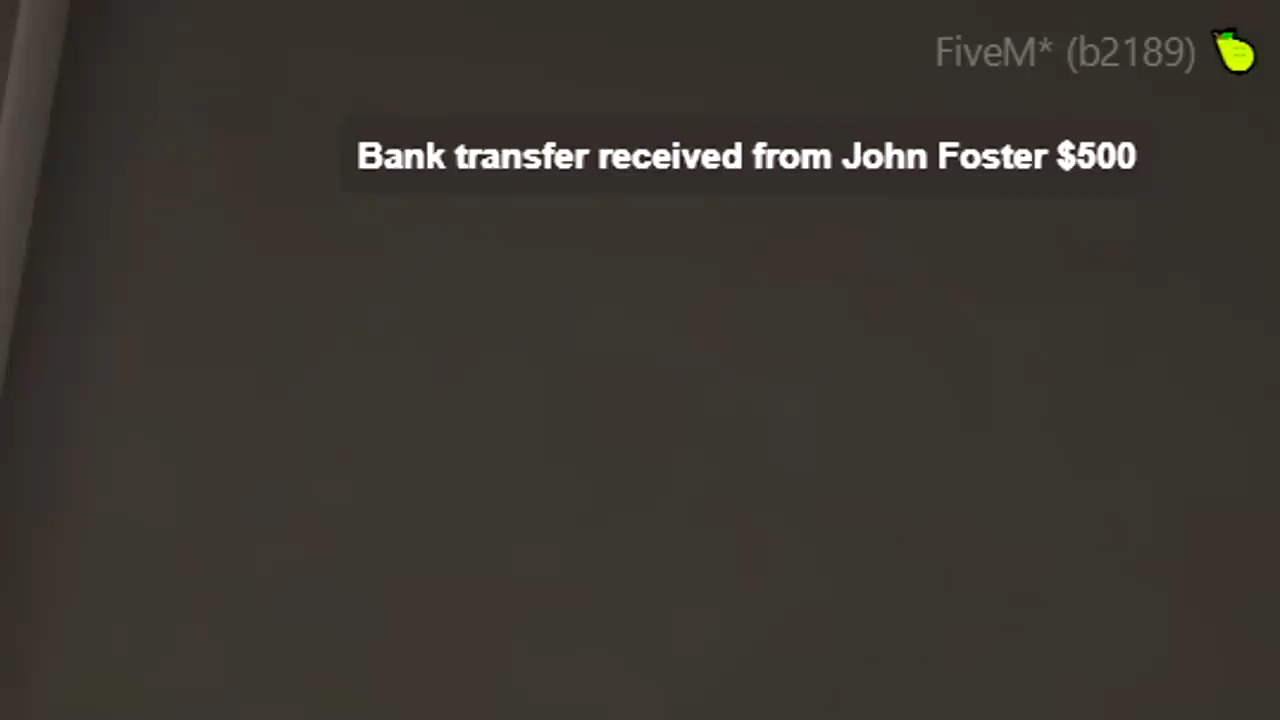 FiveM* (b2189)
Bank transfer received from John Foster $500